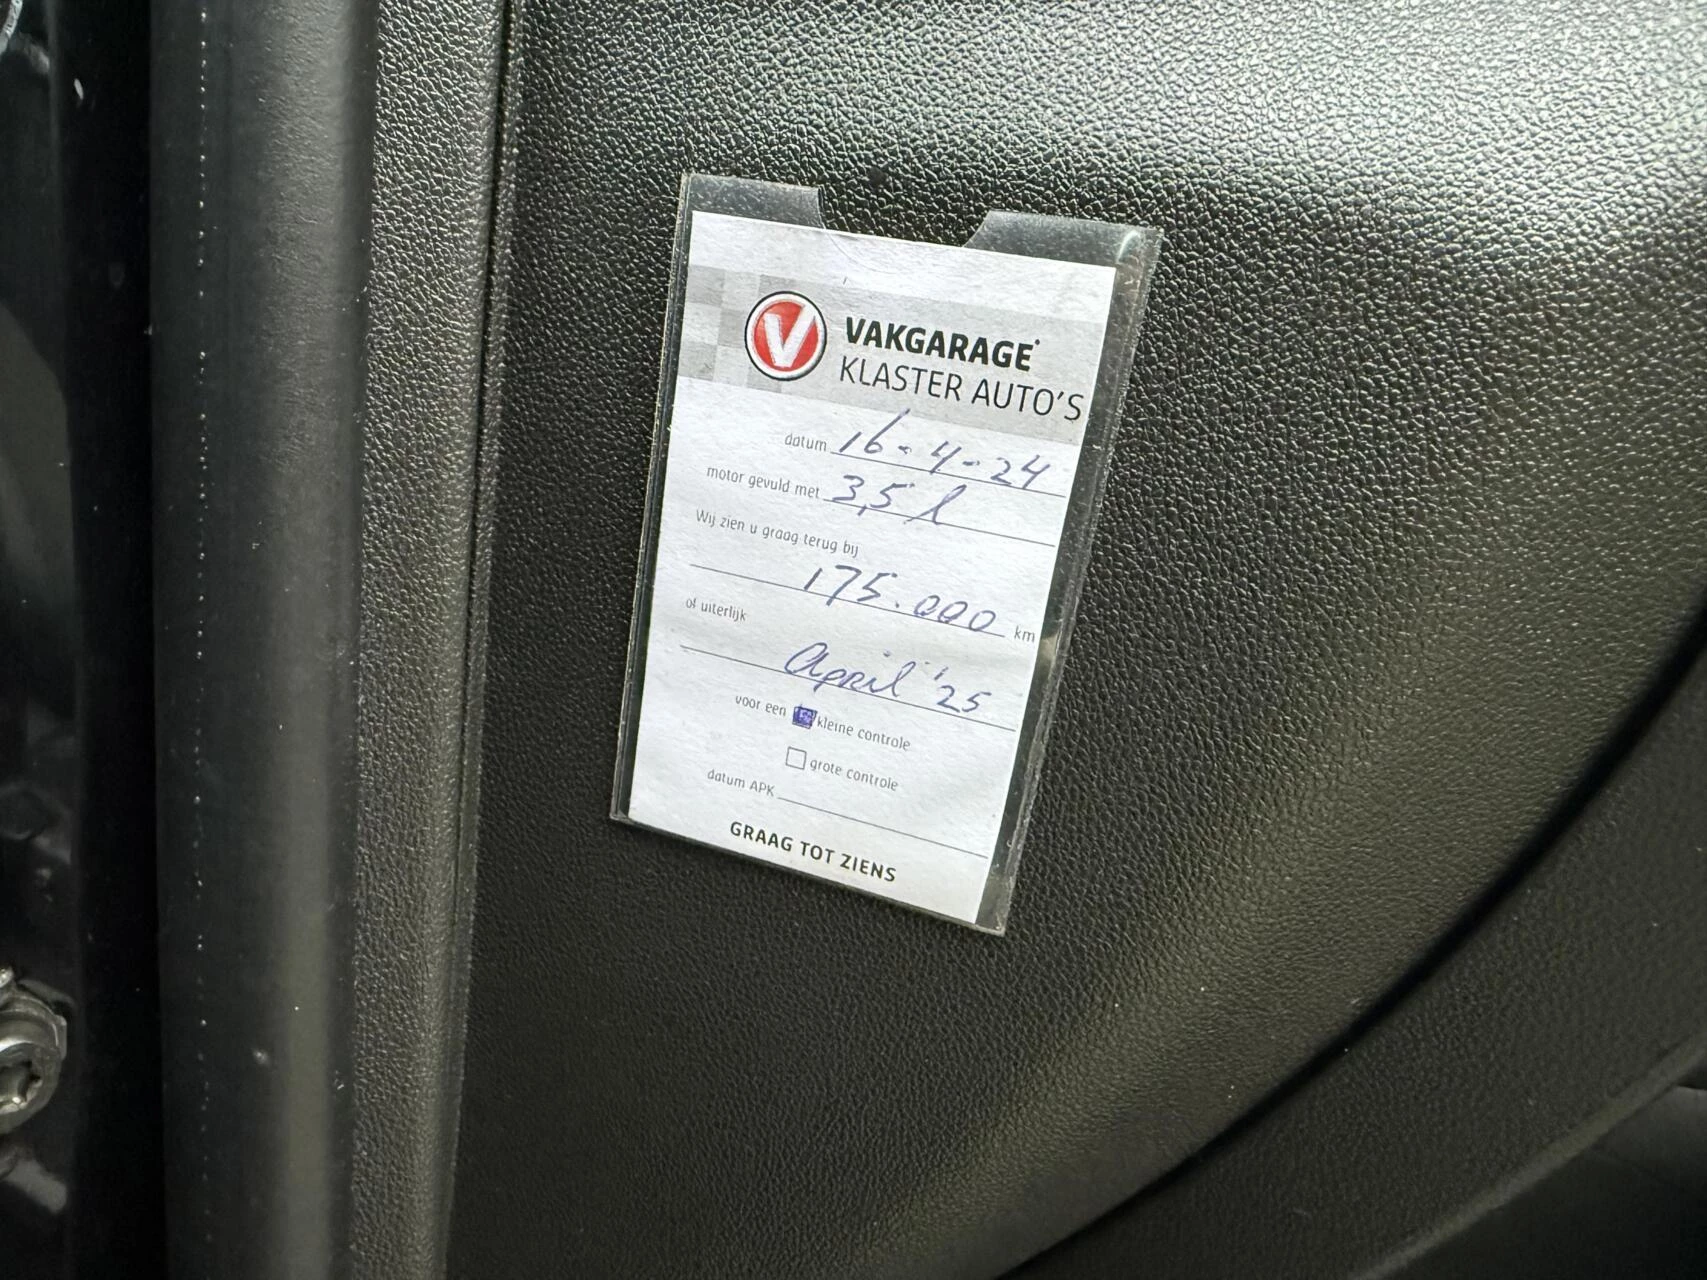 V
VAKGARAGE
KLASTER AUTO'S
datum 16-4-24
motor gevuld met 3,5 l
Wij zien u graag terug bij
175.000 km
of uiterlijk
April '25
voor een kleine controle
grote controle
datum APK
GRAAG TOT ZIENS